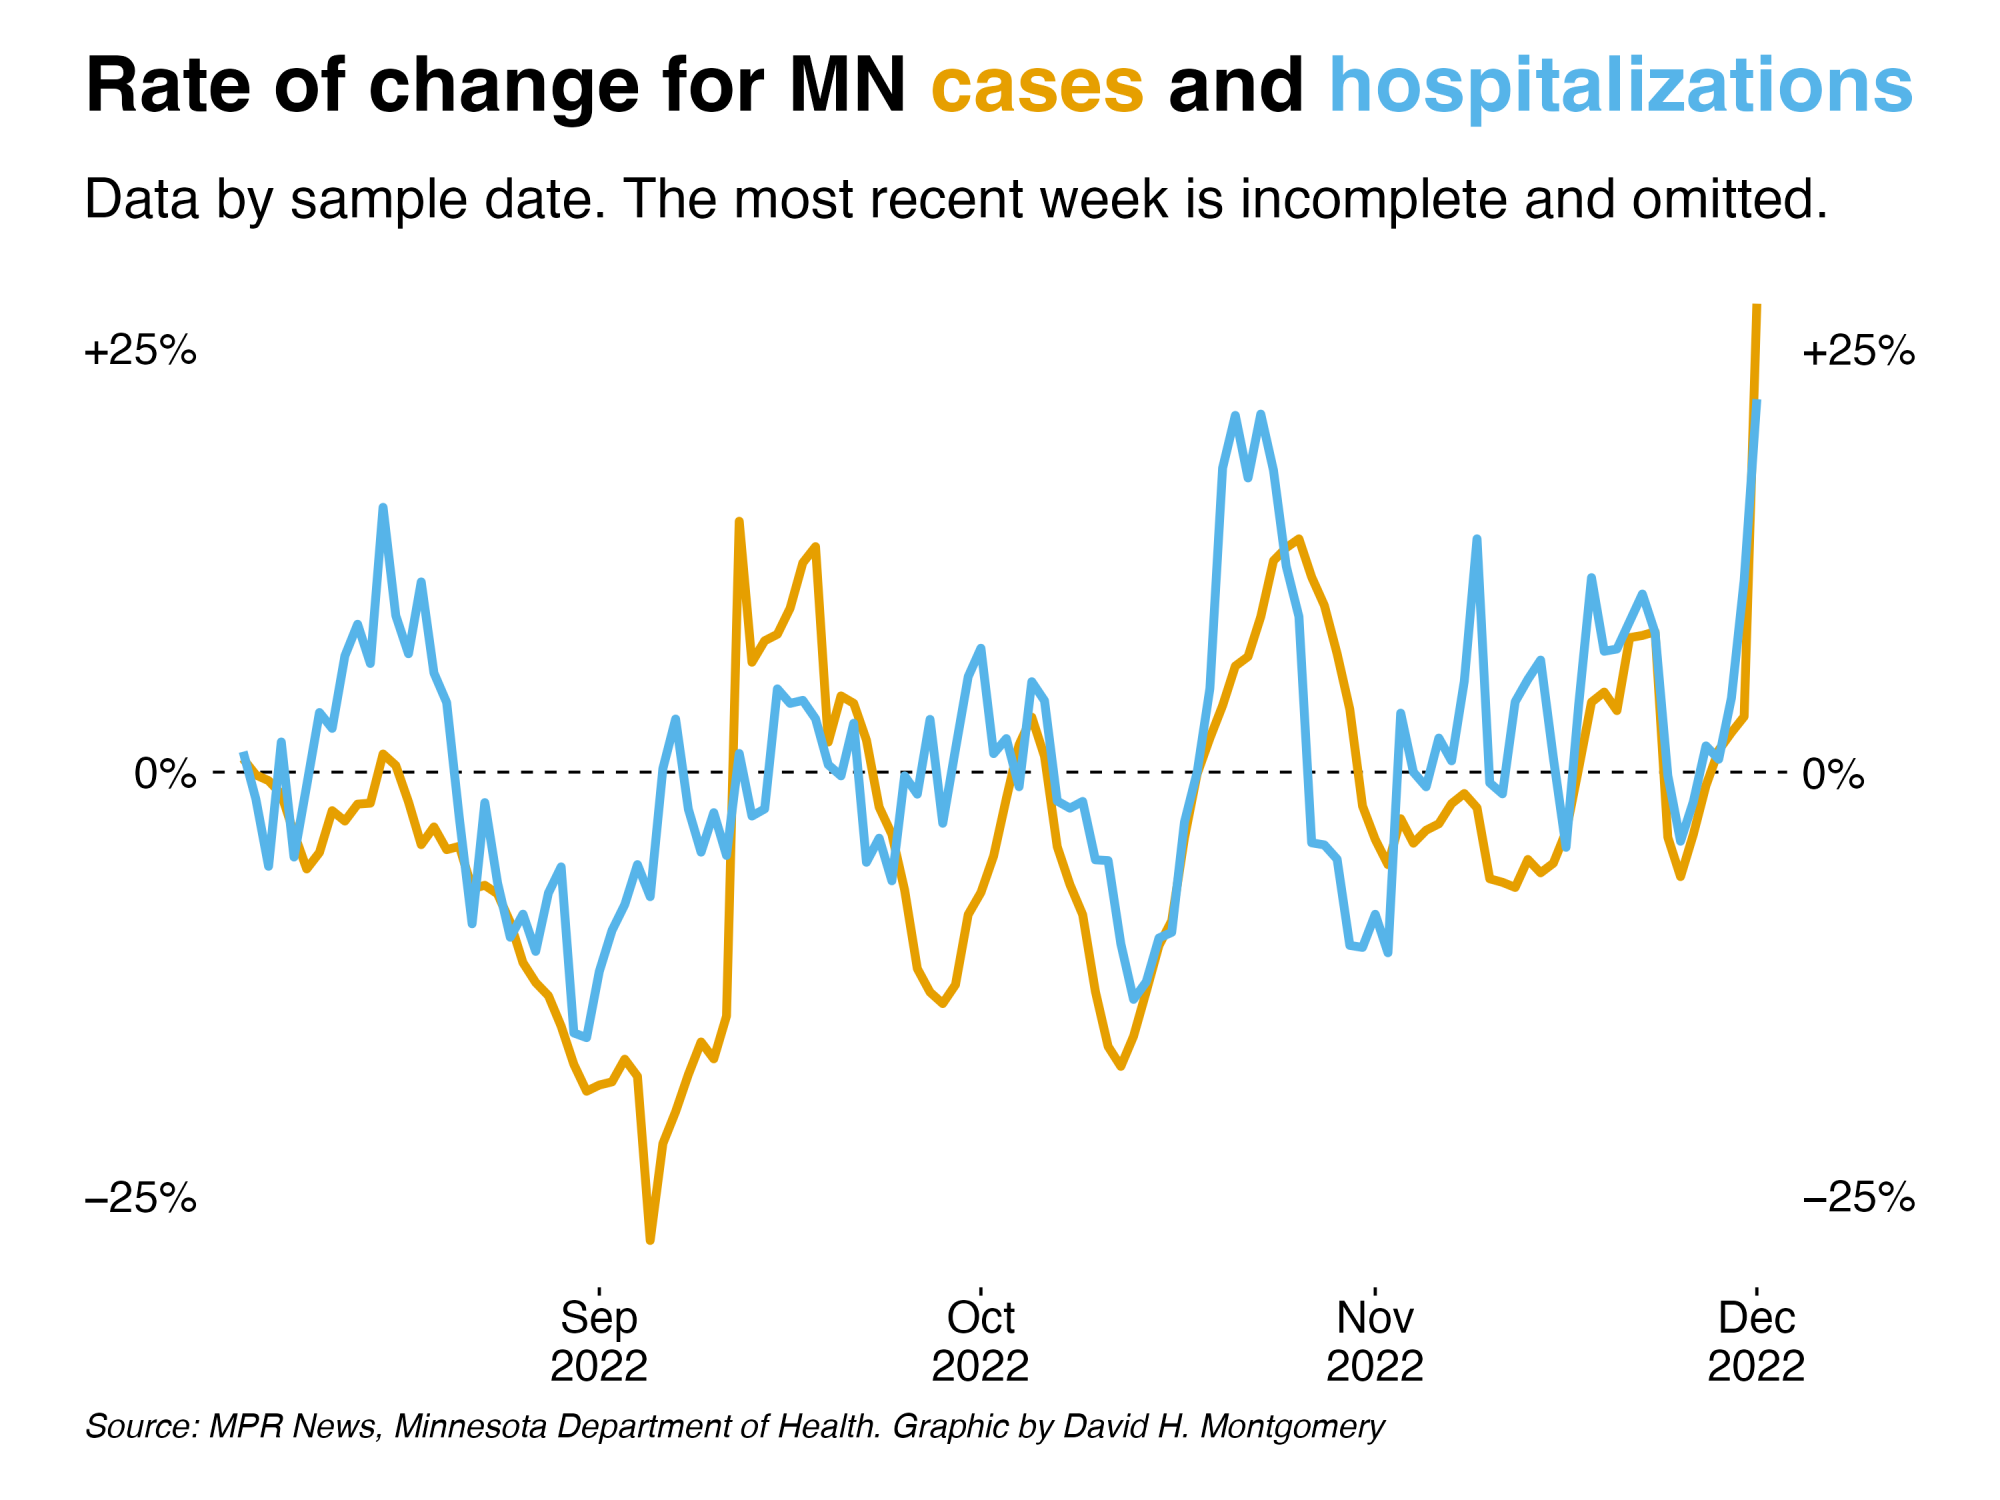 Rate of change for MN cases and hospitalizations
Data by sample date. The most recent week is incomplete and omitted.
+25% +25%
0% 0%
−25% −25%
Sep Oct Nov Dec
2022 2022 2022 2022
Source: MPR News, Minnesota Department of Health. Graphic by David H. Montgomery